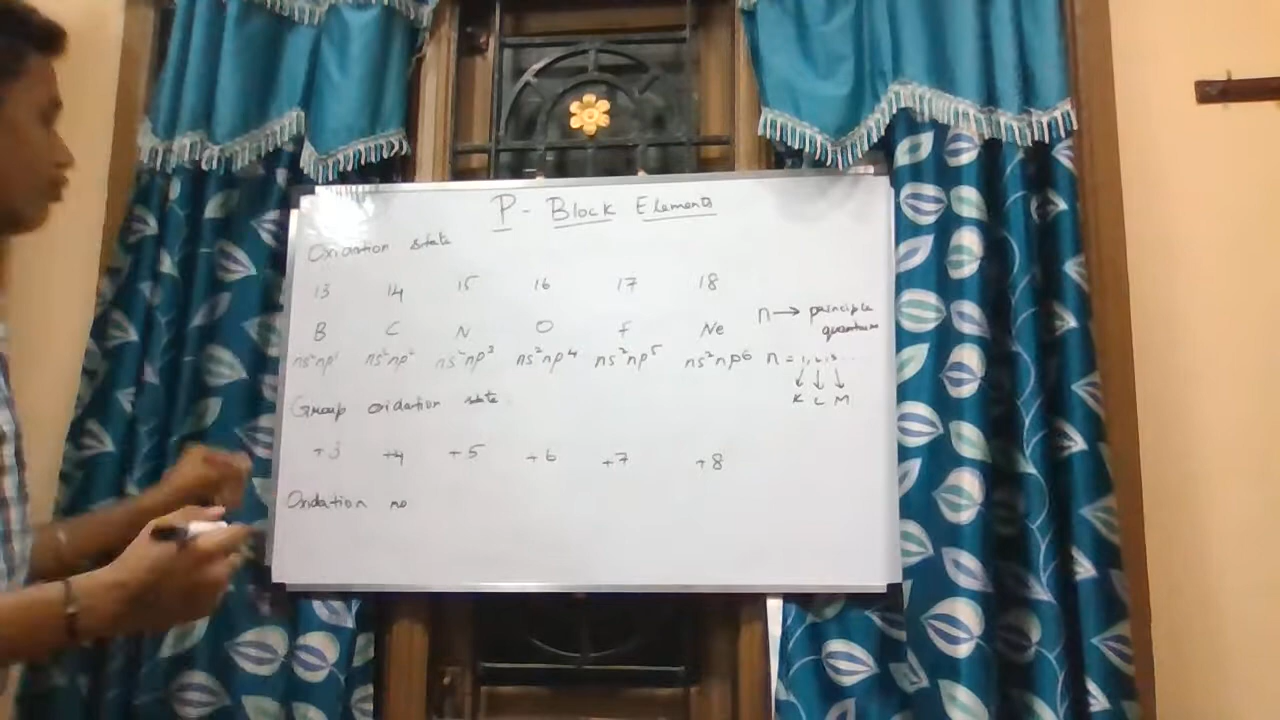 P - Block Elements
Oxidation state
13 14 15 16 17 18
B C N O F Ne
n → principle quantum
ns²np¹ ns²np² ns²np³ ns²np⁴ ns²np⁵ ns²np⁶
n = 1, 2, 3 ...
K L M
Group oxidation state
+3 +4 +5 +6 +7 +8
Oxidation no